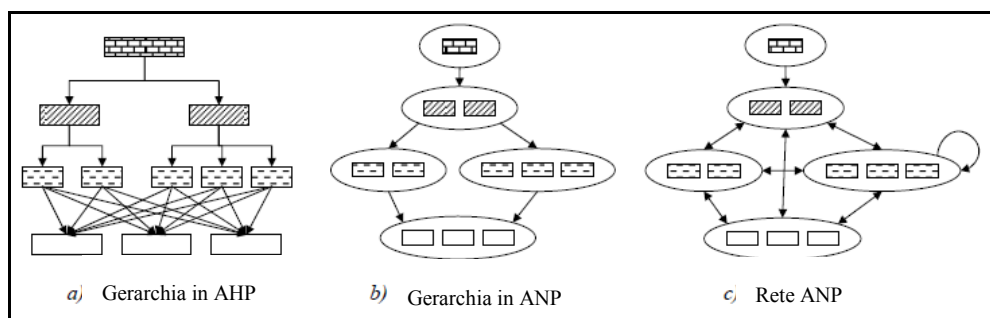 a) Gerarchia in AHP
b) Gerarchia in ANP
c) Rete ANP